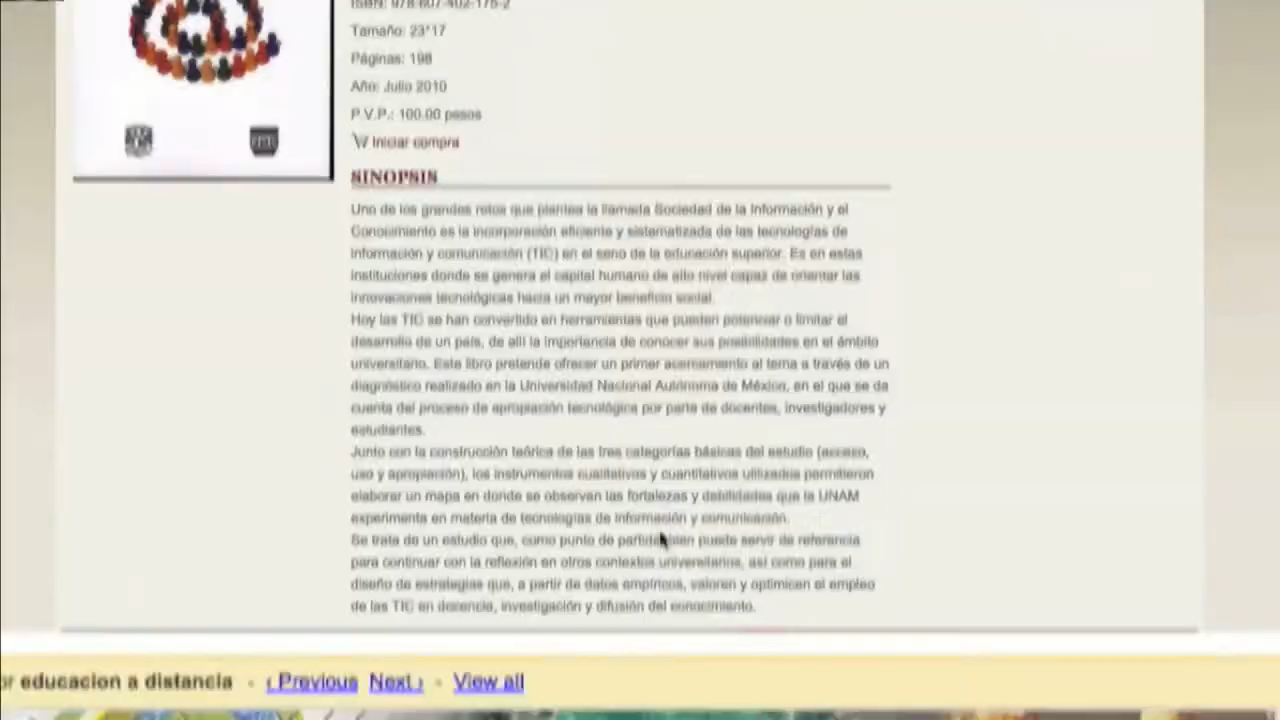 ISBN: 978-607-402-175-2
Tamaño: 23*17
Páginas: 198
Año: Julio 2010
P.V.P.: 100.00 pesos
Iniciar compra
SINOPSIS
Uno de los grandes retos que plantea la llamada Sociedad de la Información y el
Conocimiento es la incorporación eficiente y sistematizada de las tecnologías de
información y comunicación (TIC) en el seno de la educación superior. Es en estas
instituciones donde se genera el capital humano de alto nivel capaz de orientar las
innovaciones tecnológicas hacia un mayor beneficio social.
Hoy las TIC se han convertido en herramientas que pueden potenciar o limitar el
desarrollo de un país, de allí la importancia de conocer sus posibilidades en el ámbito
universitario. Este libro pretende ofrecer un primer acercamiento al tema a través de un
diagnóstico realizado en la Universidad Nacional Autónoma de México, en el que se da
cuenta del proceso de apropiación tecnológica por parte de docentes, investigadores y
estudiantes.
Junto con la construcción teórica de las tres categorías básicas del estudio (acceso,
uso y apropiación), los instrumentos cualitativos y cuantitativos utilizados permitieron
elaborar un mapa en donde se observan las fortalezas y debilidades que la UNAM
experimenta en materia de tecnologías de información y comunicación.
Se trata de un estudio que, como punto de partida bien puede servir de referencia
para continuar con la reflexión en otros contextos universitarios, así como para el
diseño de estrategias que, a partir de datos empíricos, valoren y optimicen el empleo
de las TIC en docencia, investigación y difusión del conocimiento.
or educacion a distancia - ‹ Previous Next › - View all